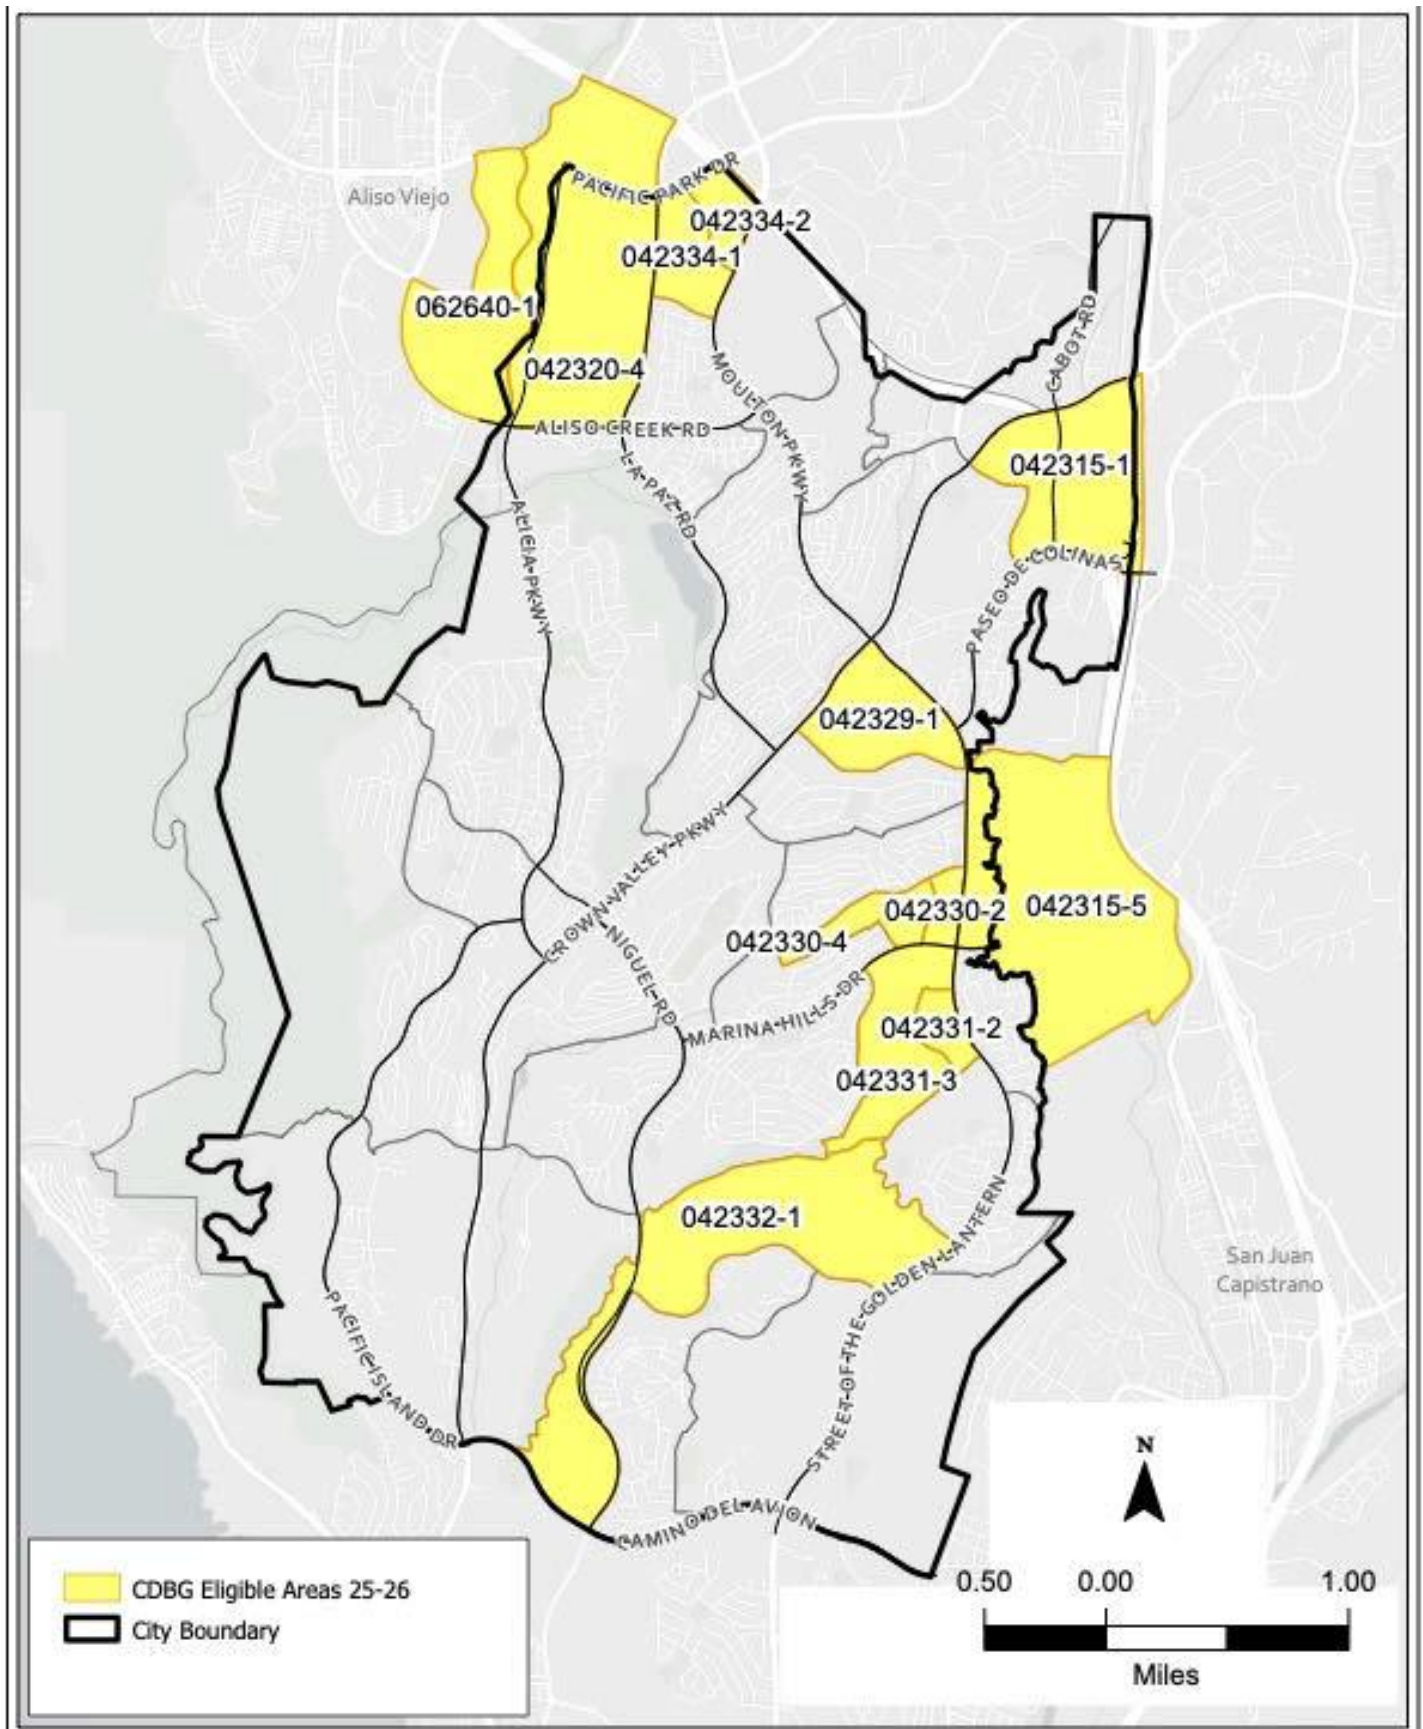 PACIFIC PARK DR
Aliso Viejo
042334-2
042334-1
062640-1
CABOT RD
042320-4
MOULTON PKWY
ALISO CREEK RD
042315-1
LA PAZ RD
ALICIA PKWY
PASEO DE COLINAS
042329-1
CROWN VALLEY PKWY
042330-2
042315-5
042330-4
NIGUEL RD
MARINA HILLS DR
042331-2
042331-3
042332-1
STREET OF THE GOLDEN LANTERN
San Juan
Capistrano
PACIFIC ISLAND DR
CAMINO DEL AVION
N
0.50 0.00 1.00
Miles
CDBG Eligible Areas 25-26
City Boundary